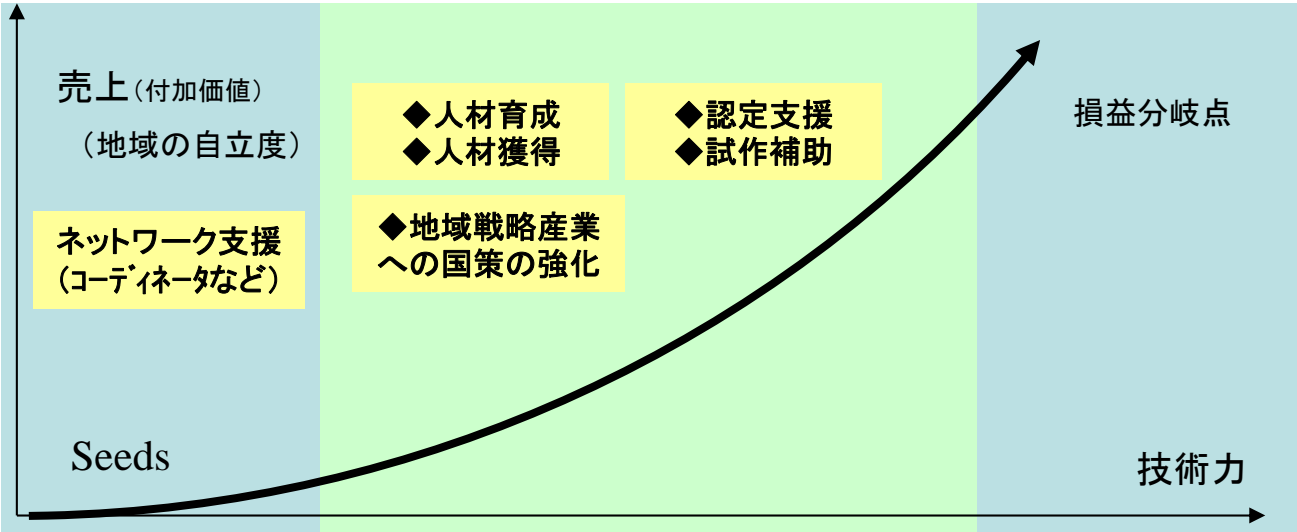 売上(付加価値)
(地域の自立度)
ネットワーク支援
(コーディネータなど)
◆人材育成
◆人材獲得
◆認定支援
◆試作補助
◆地域戦略産業
への国策の強化
損益分岐点
Seeds
技術力